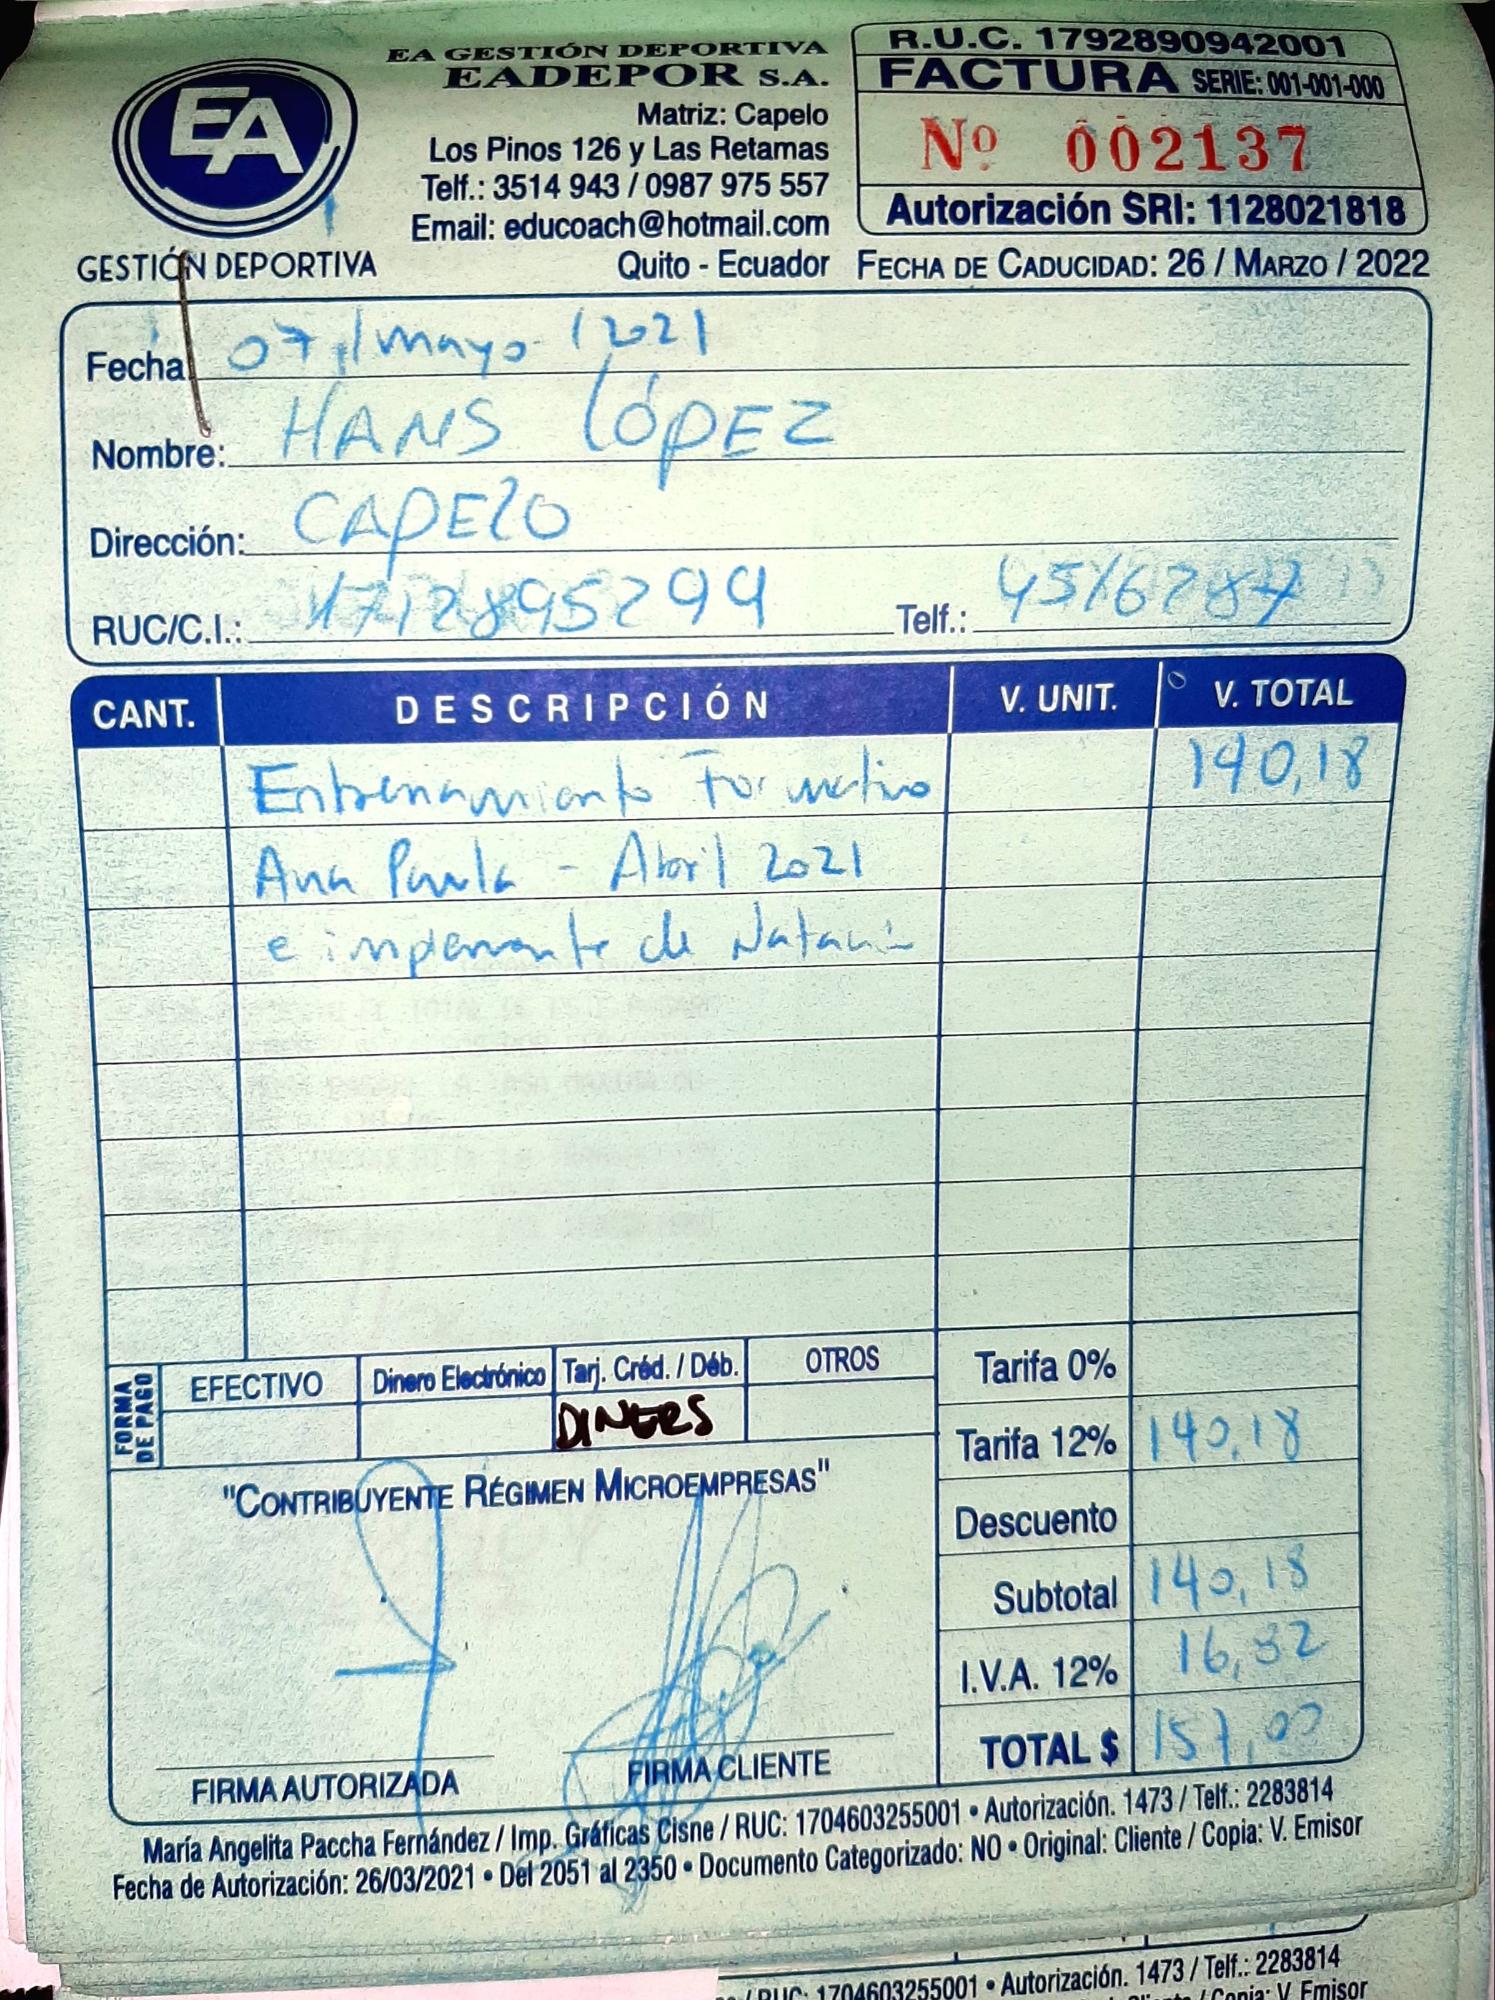 EA
GESTIÓN DEPORTIVA
EA GESTIÓN DEPORTIVA
EADEPOR S.A.
Matriz: Capelo
Los Pinos 126 y Las Retamas
Telf.: 3514 943 / 0987 975 557
Email: educoach@hotmail.com
Quito - Ecuador
R.U.C. 1792890942001
FACTURA SERIE: 001-001-000
Nº 002137
Autorización SRI: 1128021818
FECHA DE CADUCIDAD: 26 / MARZO / 2022
Fecha 07 / mayo / 2021
Nombre: HANS LÓPEZ
Dirección: CAPELO
RUC/C.I.: 1712895299 Telf.:
CANT. DESCRIPCIÓN V. UNIT. V. TOTAL
Entrenamiento Formativo 140,18
Ana Paula - Abril 2021
e implemento de Natación
FORMA DE PAGO
EFECTIVO Dinero Electrónico Tarj. Créd. / Déb. OTROS
DINERS
"CONTRIBUYENTE RÉGIMEN MICROEMPRESAS"
Tarifa 0%
Tarifa 12% 140,18
Descuento
Subtotal 140,18
I.V.A. 12% 16,82
TOTAL $ 157,00
FIRMA AUTORIZADA FIRMA CLIENTE
María Angelita Paccha Fernández / Imp. Gráficas Cisne / RUC: 1704603255001 • Autorización. 1473 / Telf.: 2283814
Fecha de Autorización: 26/03/2021 • Del 2051 al 2350 • Documento Categorizado: NO • Original: Cliente / Copia: V. Emisor
/ RUC: 1704603255001 • Autorización. 1473 / Telf.: 2283814
/ Copia: V. Emisor